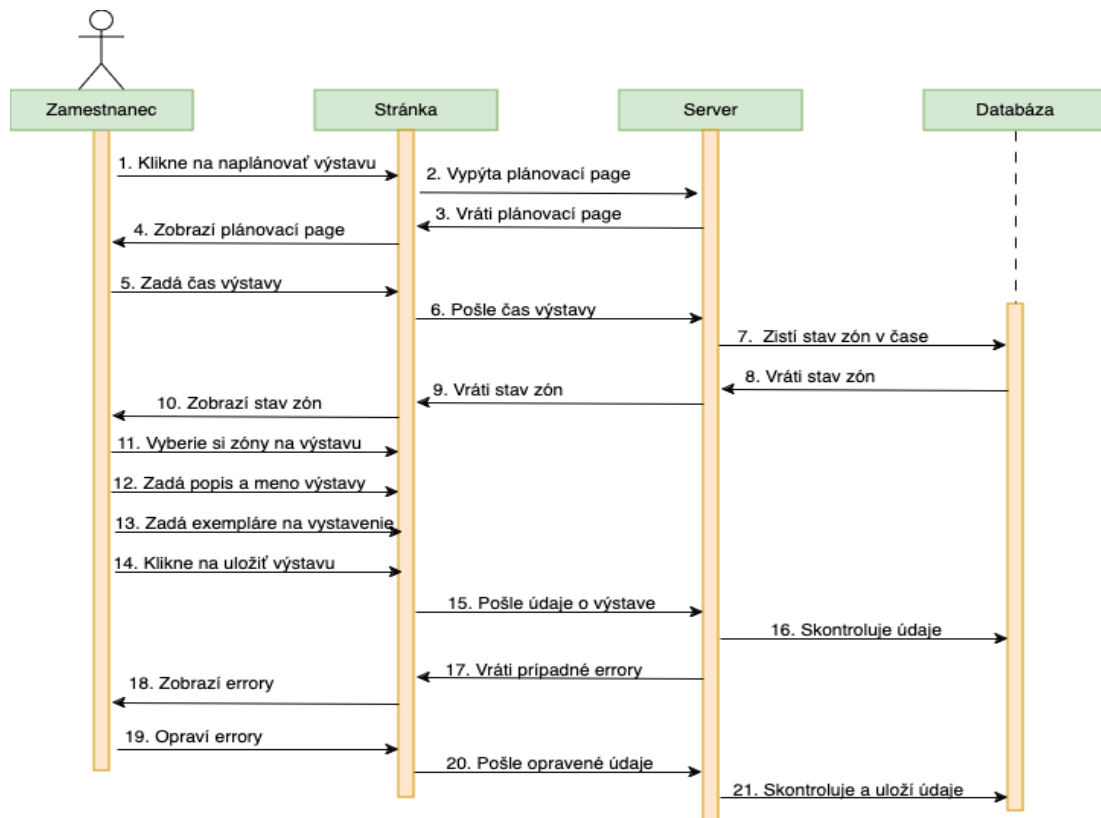 Zamestnanec
Stránka
Server
Databáza
1. Klikne na naplánovať výstavu
2. Vypýta plánovací page
3. Vráti plánovací page
4. Zobrazí plánovací page
5. Zadá čas výstavy
6. Pošle čas výstavy
7. Zistí stav zón v čase
8. Vráti stav zón
9. Vráti stav zón
10. Zobrazí stav zón
11. Vyberie si zóny na výstavu
12. Zadá popis a meno výstavy
13. Zadá exempláre na vystavenie
14. Klikne na uložiť výstavu
15. Pošle údaje o výstave
16. Skontroluje údaje
17. Vráti prípadné errory
18. Zobrazí errory
19. Opraví errory
20. Pošle opravené údaje
21. Skontroluje a uloží údaje